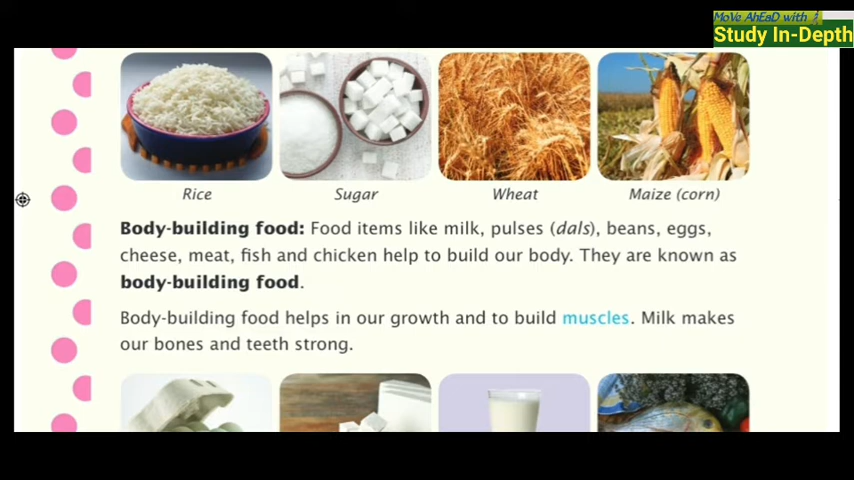 MoVe AhEaD with
Study In-Depth
Rice Sugar Wheat Maize (corn)
Body-building food: Food items like milk, pulses (dals), beans, eggs,
cheese, meat, fish and chicken help to build our body. They are known as
body-building food.
Body-building food helps in our growth and to build muscles. Milk makes
our bones and teeth strong.